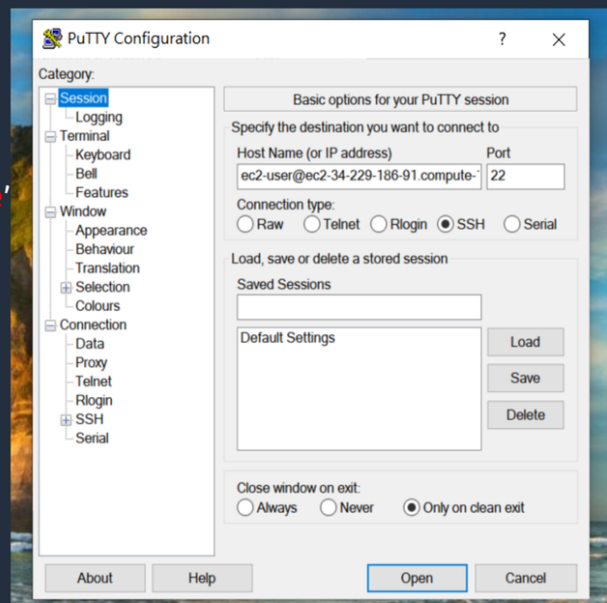 PuTTY Configuration
?
Category:
Session
Logging
Terminal
Keyboard
Bell
Features
Window
Appearance
Behaviour
Translation
Selection
Colours
Connection
Data
Proxy
Telnet
Rlogin
SSH
Serial
Basic options for your PuTTY session
Specify the destination you want to connect to
Host Name (or IP address) Port
ec2-user@ec2-34-229-186-91.compute- 22
Connection type:
Raw Telnet Rlogin SSH Serial
Load, save or delete a stored session
Saved Sessions
Default Settings
Load
Save
Delete
Close window on exit:
Always Never Only on clean exit
About Help Open Cancel